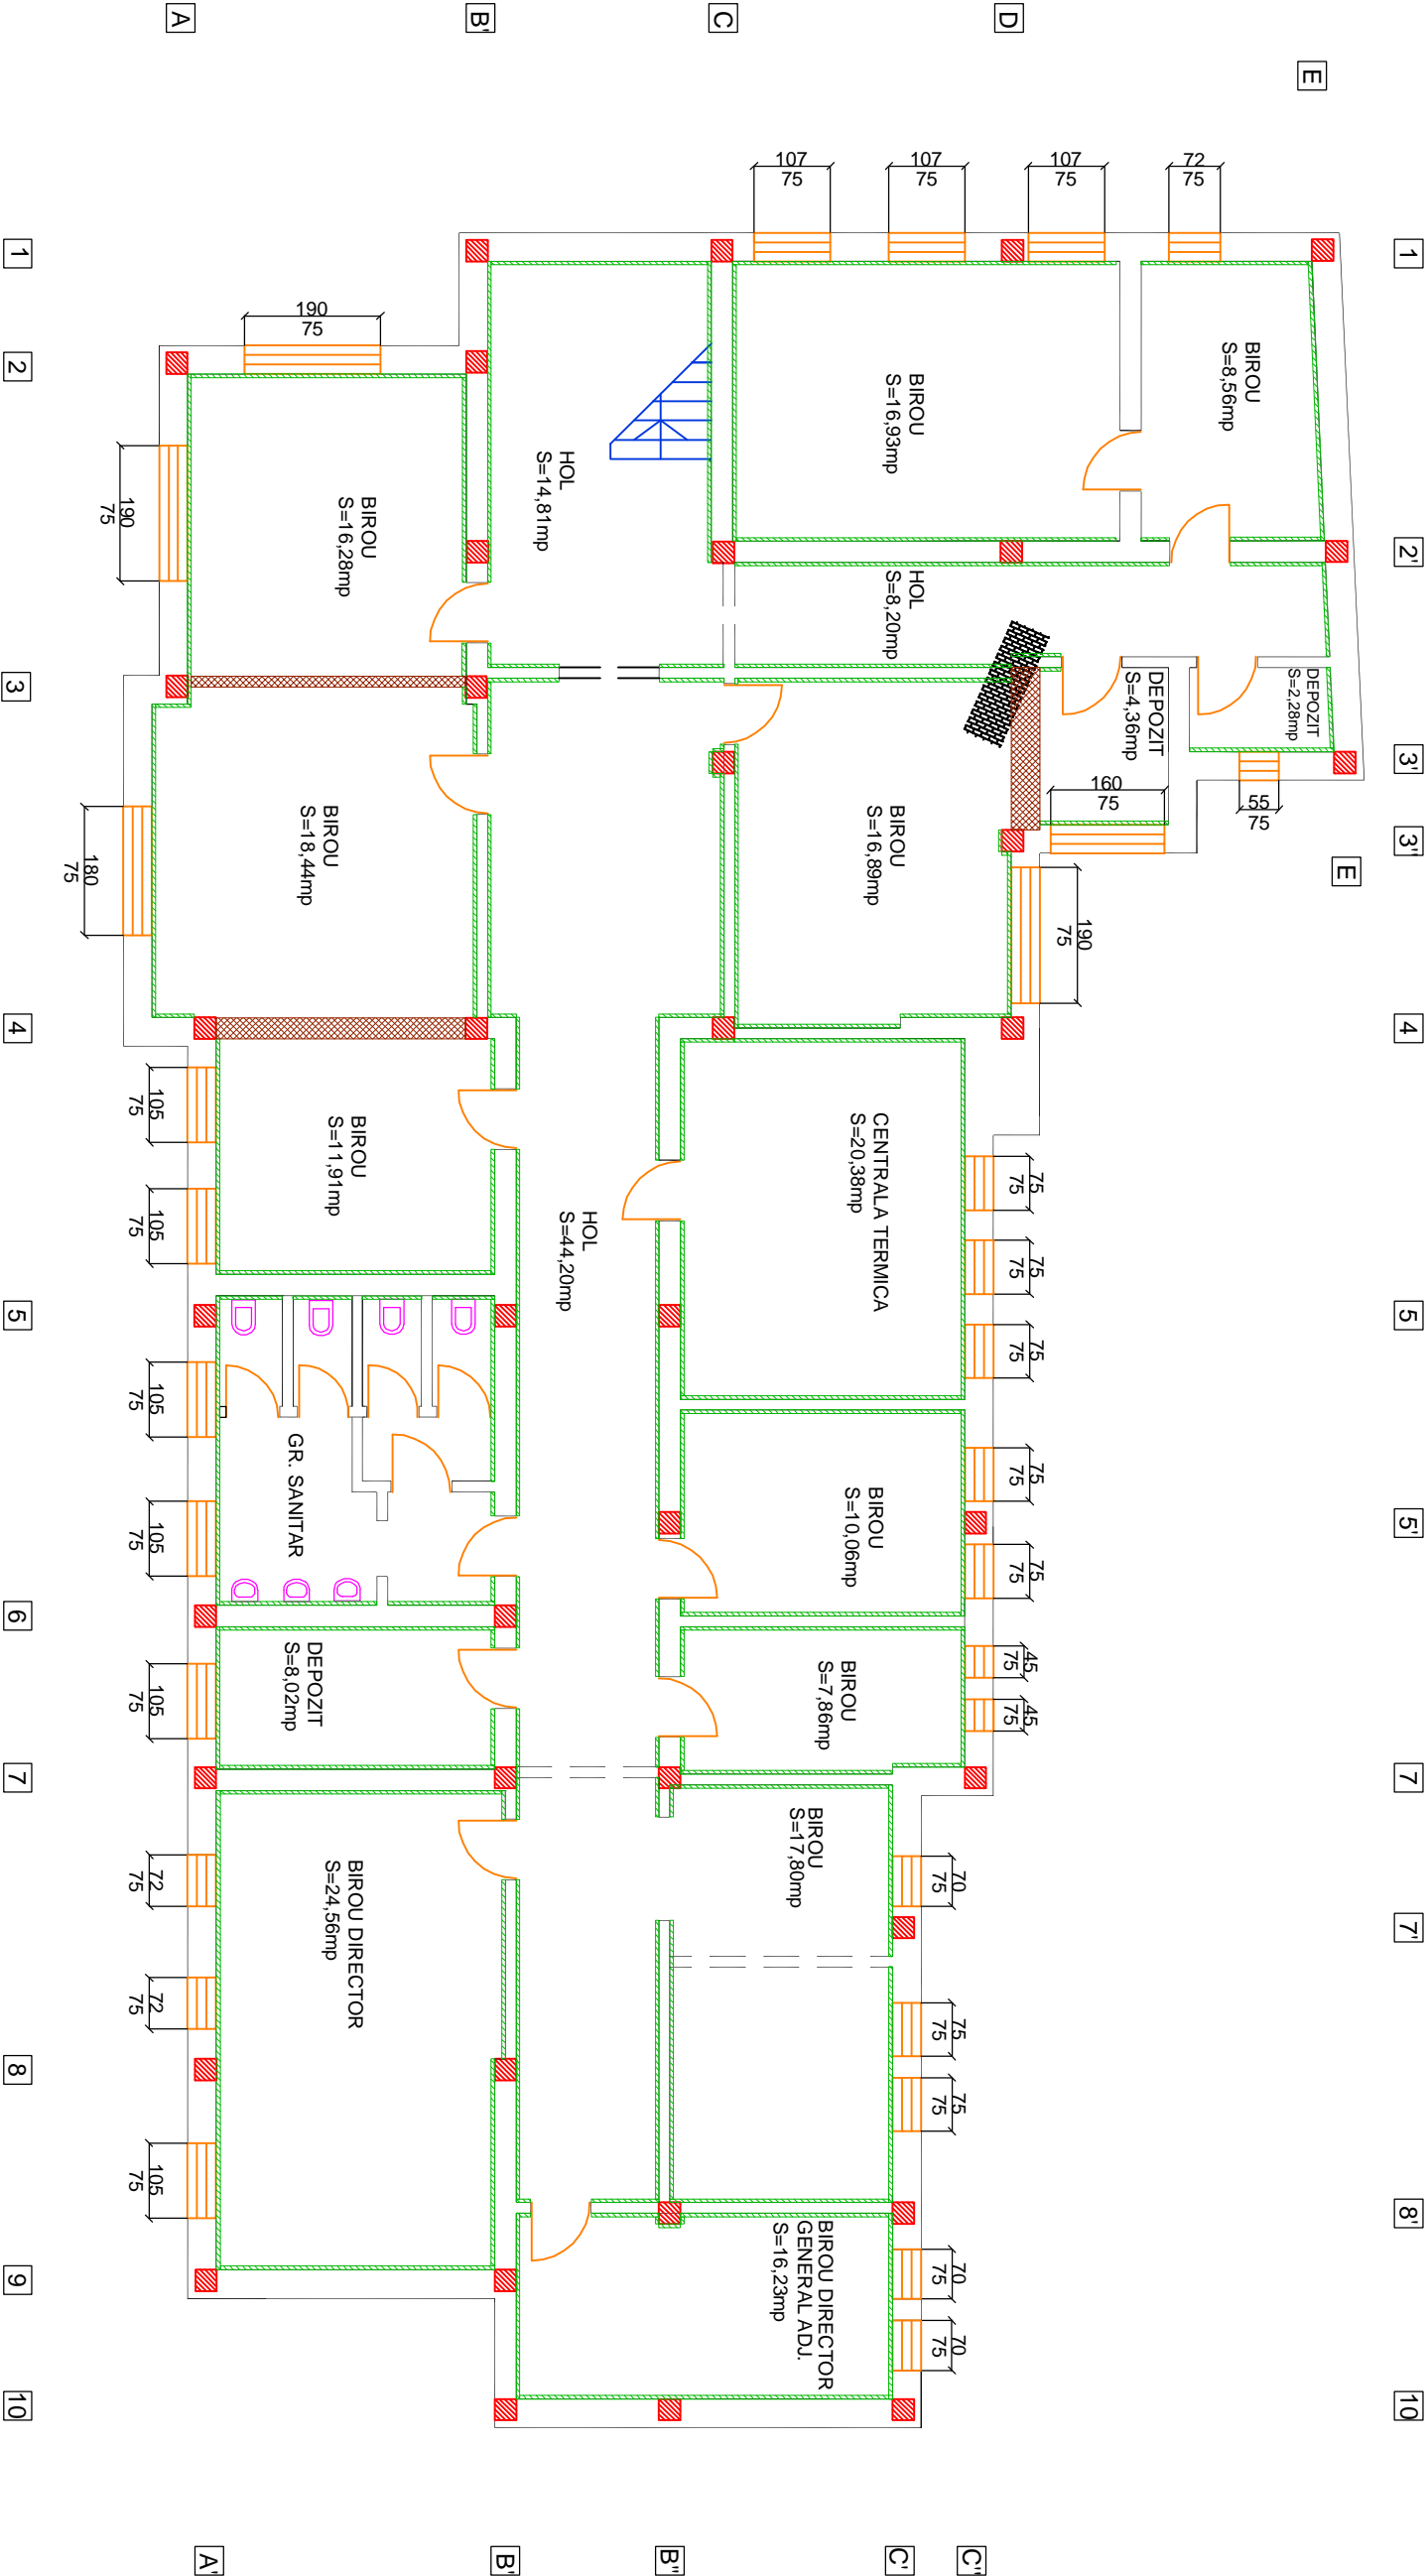 A
B'
C
D
E
107
75
107
75
107
75
72
75
1
1
190
75
2
BIROU
S=8,56mp
BIROU
S=16,93mp
HOL
S=14,81mp
190
75
BIROU
S=16,28mp
2'
HOL
S=8,20mp
3
DEPOZIT
S=4,36mp
DEPOZIT
S=2,28mp
3'
160
75
55
75
3''
E
BIROU
S=18,44mp
180
75
BIROU
S=16,89mp
190
75
4
4
105
75
105
75
BIROU
S=11,91mp
CENTRALA TERMICA
S=20,38mp
75
75
75
75
75
75
HOL
S=44,20mp
5
5
105
75
105
75
GR. SANITAR
BIROU
S=10,06mp
75
75
75
75
5'
6
DEPOZIT
S=8,02mp
105
75
BIROU
S=7,86mp
45
75
45
75
7
7
BIROU
S=17,80mp
70
75
7'
72
75
72
75
BIROU DIRECTOR
S=24,56mp
75
75
75
75
8
105
75
8'
BIROU DIRECTOR
GENERAL ADJ.
S=16,23mp
70
75
70
75
9
10
10
A'
B'
B''
C'
C''